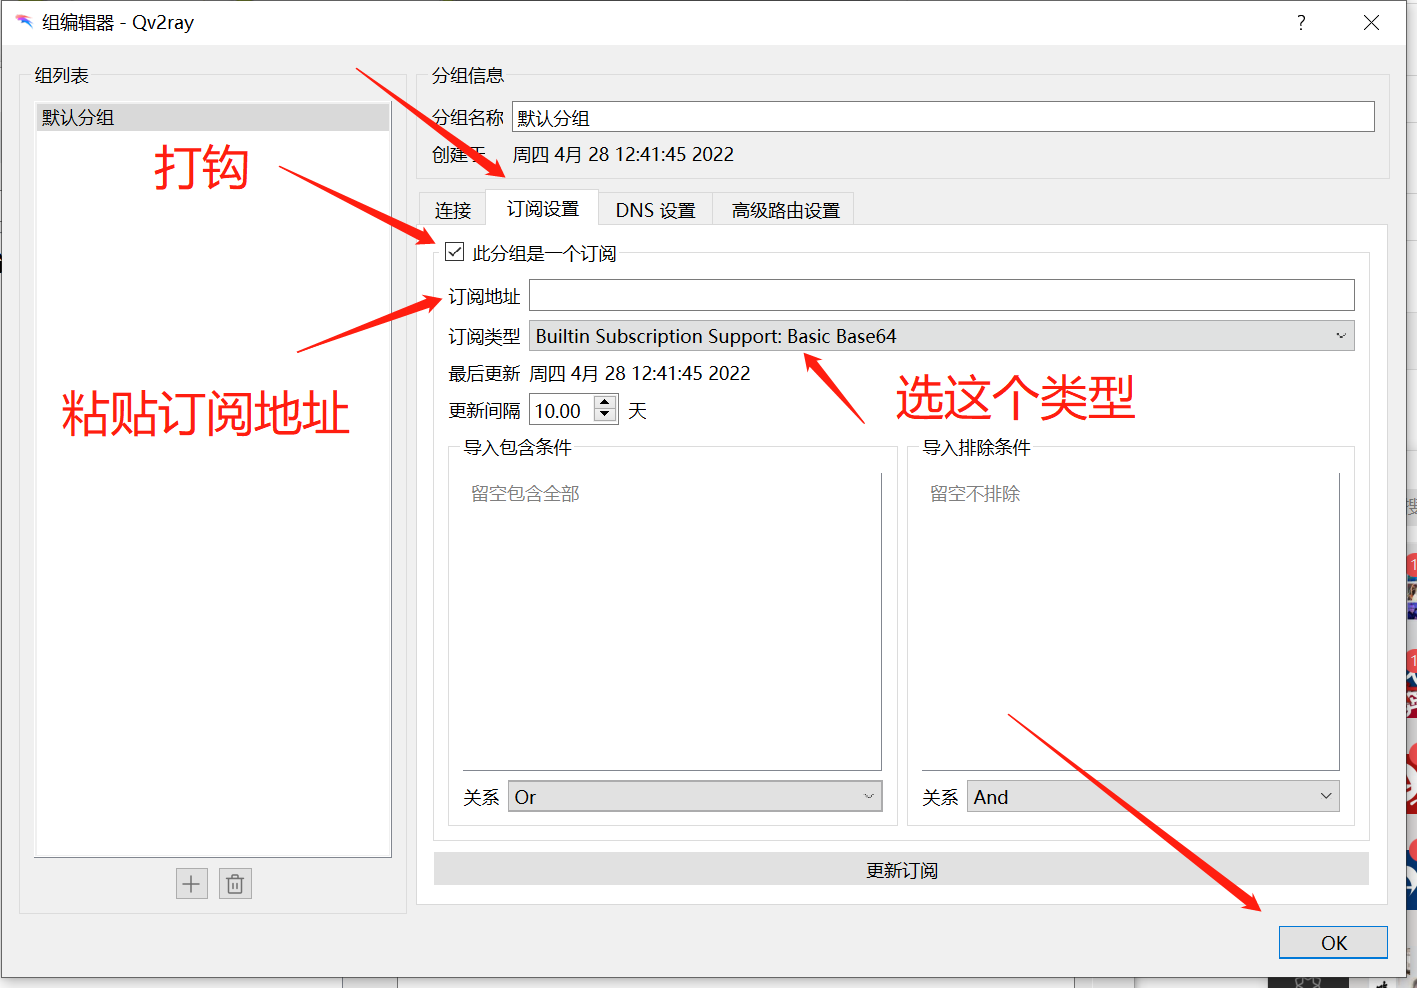 组编辑器 - Qv2ray
?
组列表
默认分组
打钩
粘贴订阅地址
分组信息
分组名称 默认分组
创建于 周四 4月 28 12:41:45 2022
连接 订阅设置 DNS 设置 高级路由设置
此分组是一个订阅
订阅地址
订阅类型 Builtin Subscription Support: Basic Base64
最后更新 周四 4月 28 12:41:45 2022
选这个类型
更新间隔 10.00 天
导入包含条件
留空包含全部
关系 Or
导入排除条件
留空不排除
关系 And
更新订阅
OK